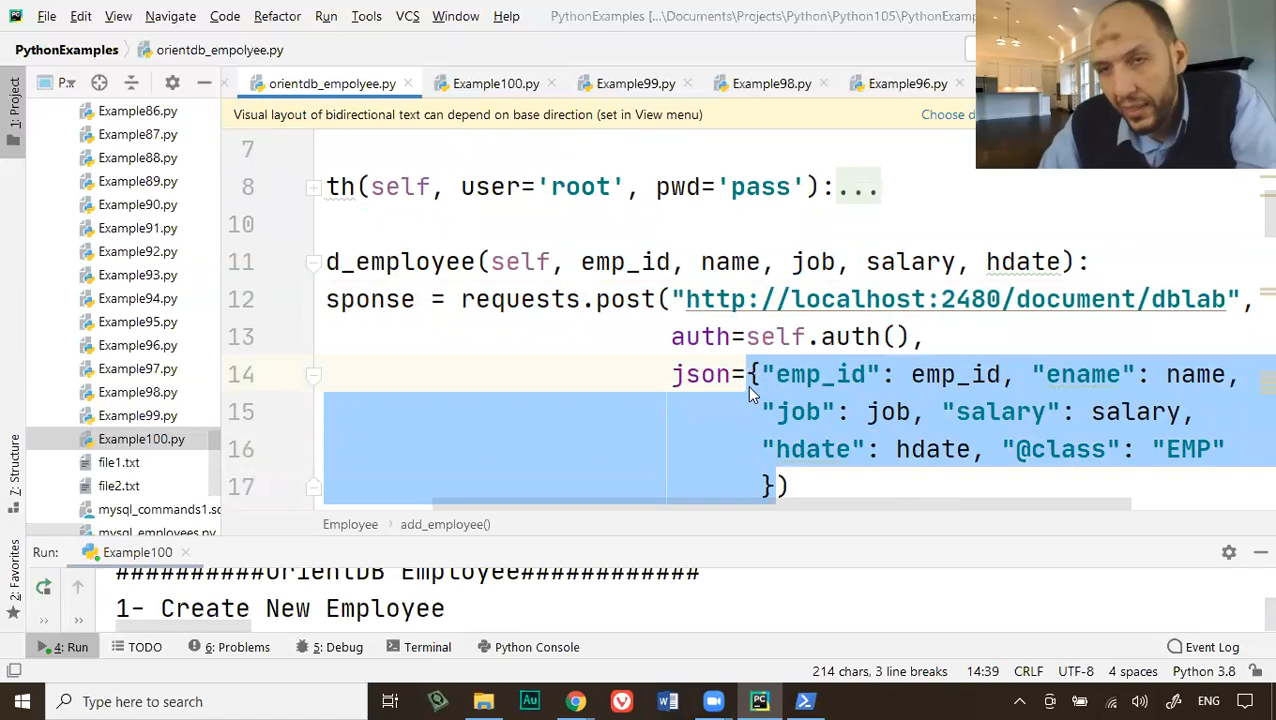 File Edit View Navigate Code Refactor Run Tools VCS Window Help PythonExamples [...\Documents\Projects\Python\Python105\PythonExam
PythonExamples orientdb_empolyee.py
1: Project
P..
orientdb_empolyee.py Example100.py Example99.py Example98.py Example96.py
Visual layout of bidirectional text can depend on base direction (set in View menu) Choose
Example86.py
Example87.py
Example88.py
Example89.py
Example90.py
Example91.py
Example92.py
Example93.py
Example94.py
Example95.py
Example96.py
Example97.py
Example98.py
Example99.py
Example100.py
file1.txt
file2.txt
mysql_commands1.sc
mysql_employees.py
7
8 th(self, user='root', pwd='pass'):...
10
11 d_employee(self, emp_id, name, job, salary, hdate):
12 sponse = requests.post("http://localhost:2480/document/dblab",
13 auth=self.auth(),
14 json={"emp_id": emp_id, "ename": name,
15 "job": job, "salary": salary,
16 "hdate": hdate, "@class": "EMP"
17 })
Employee add_employee()
7: Structure
2: Favorites
Run: Example100
##########OrientDB Employee############
1- Create New Employee
4: Run TODO 6: Problems 5: Debug Terminal Python Console Event Log
214 chars, 3 line breaks 14:39 CRLF UTF-8 4 spaces Python 3.8
Type here to search ENG